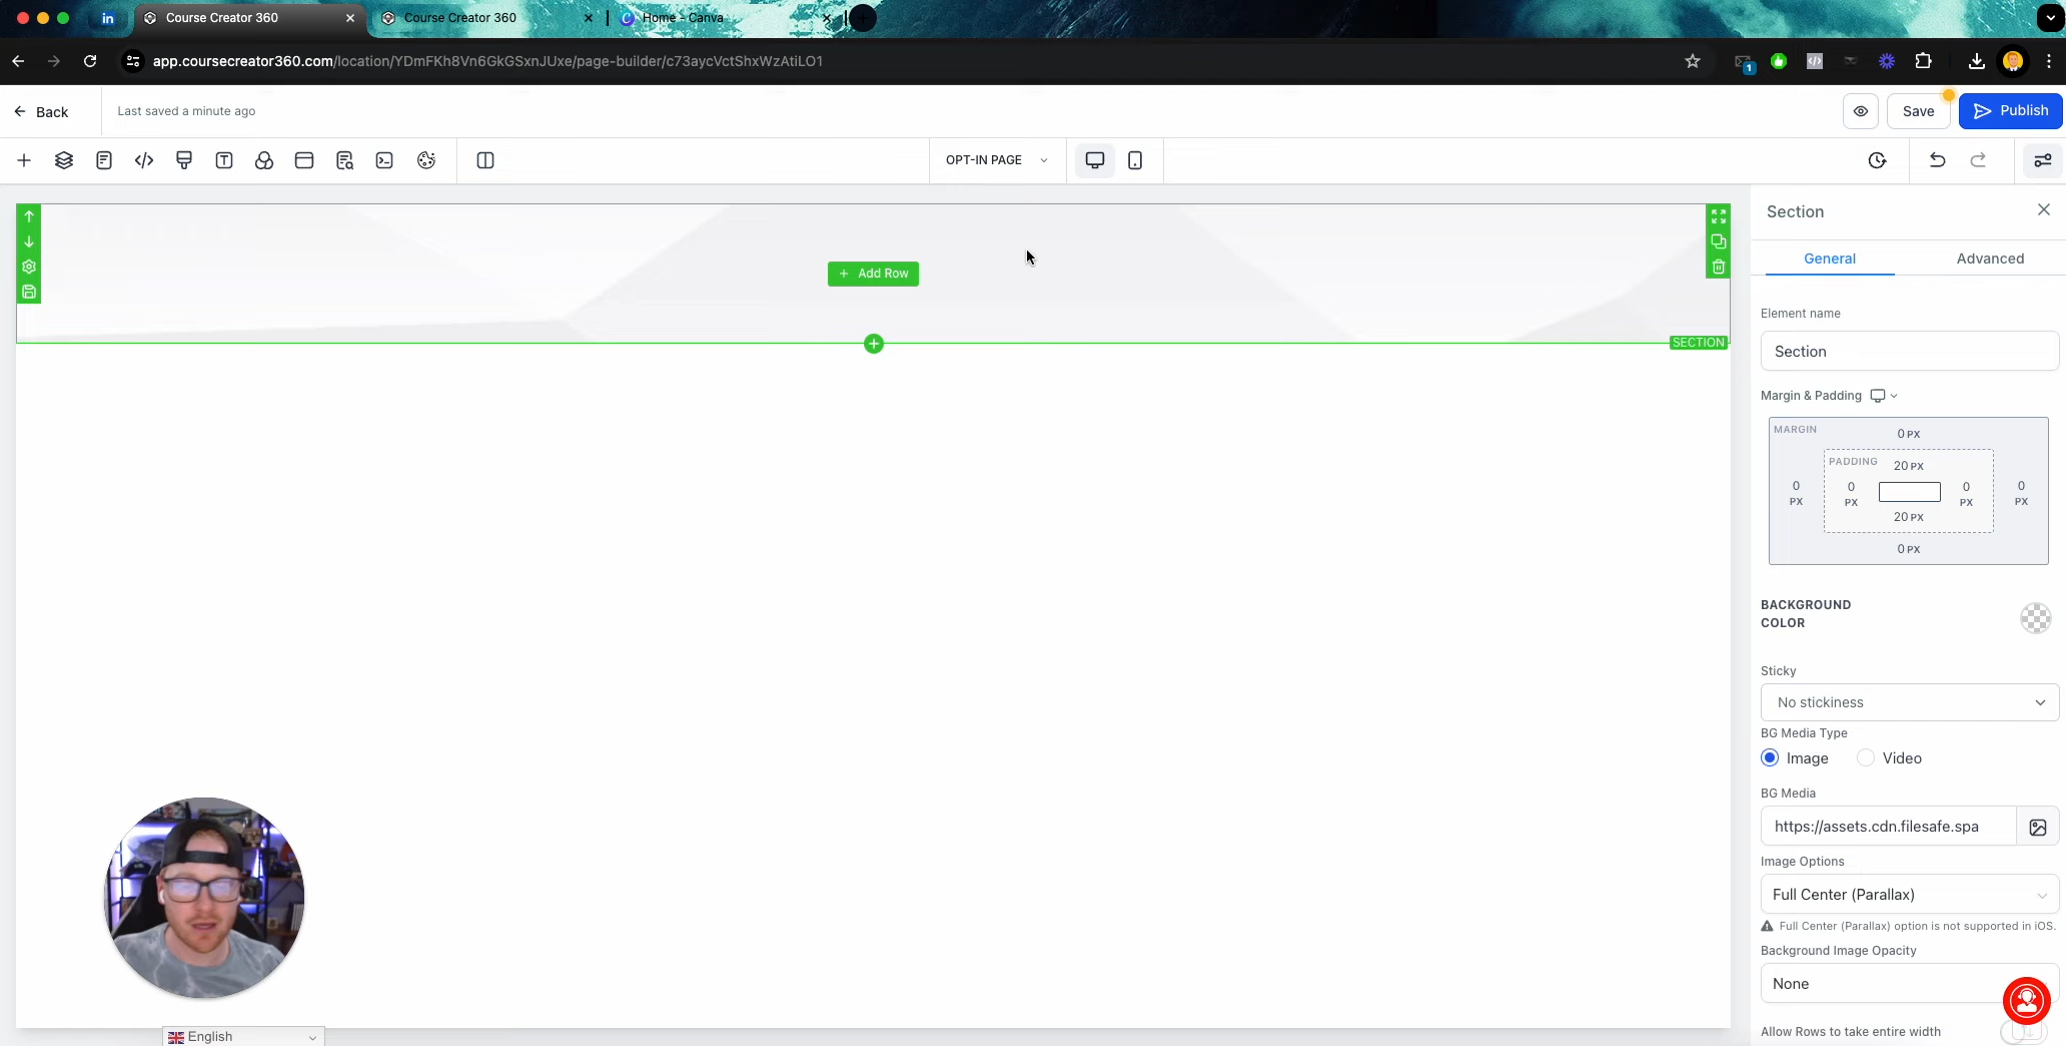 in
Course Creator 360
Course Creator 360
Home - Canva
app.coursecreator360.com/location/YDmFKh8Vn6GkGSxnJUxe/page-builder/c73aycVctShxWzAtiLO1
1
Back
Last saved a minute ago
Save
Publish
OPT-IN PAGE
Section
General
Advanced
+ Add Row
SECTION
Element name
Section
Margin & Padding
MARGIN
0 PX
PADDING
20 PX
0 PX
0 PX
0 PX
0 PX
20 PX
0 PX
BACKGROUND
COLOR
Sticky
No stickiness
BG Media Type
Image
Video
BG Media
https://assets.cdn.filesafe.spa
Image Options
Full Center (Parallax)
Full Center (Parallax) option is not supported in iOS.
Background Image Opacity
None
Allow Rows to take entire width
English